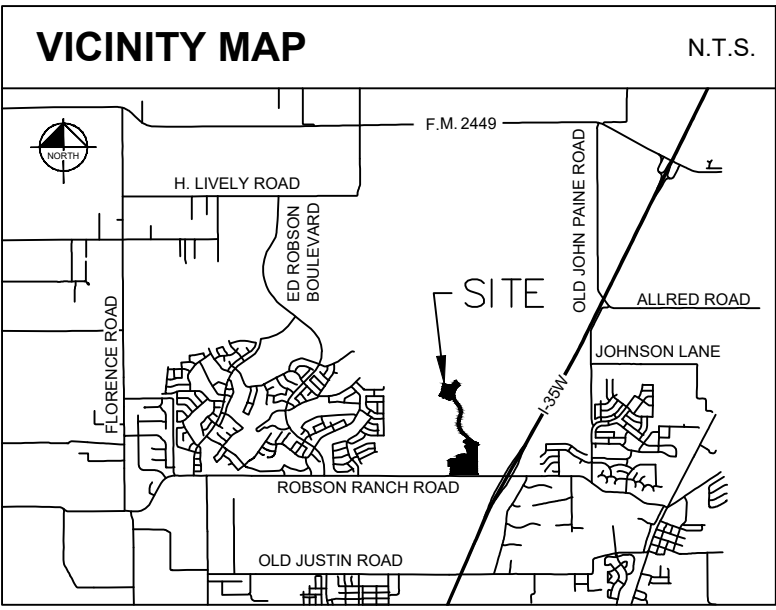 VICINITY MAP
N.T.S.
F.M. 2449
NORTH
H. LIVELY ROAD
OLD JOHN PAINE ROAD
ED ROBSON
BOULEVARD
SITE
ALLRED ROAD
FLORENCE ROAD
JOHNSON LANE
I-35W
ROBSON RANCH ROAD
OLD JUSTIN ROAD